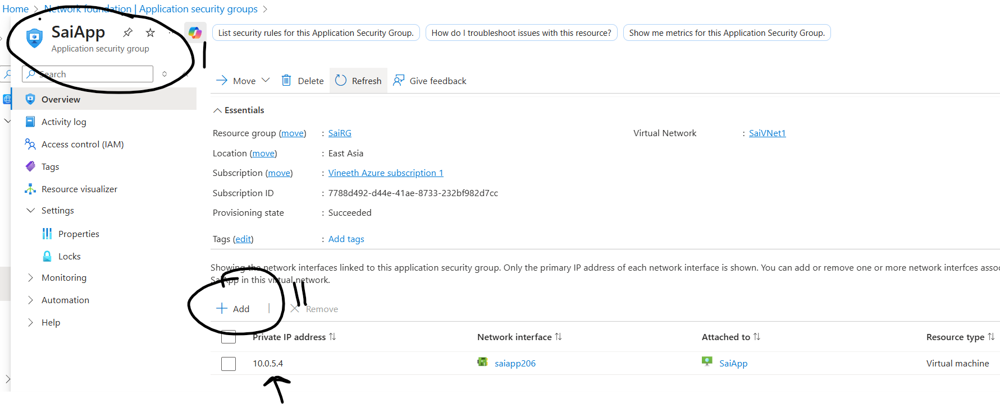 Home > Network foundation | Application security groups >
SaiApp
Application security group
List security rules for this Application Security Group.
How do I troubleshoot issues with this resource?
Show me metrics for this Application Security Group.
Search
Move
Delete
Refresh
Give feedback
Overview
Activity log
Access control (IAM)
Tags
Resource visualizer
Settings
Properties
Locks
Monitoring
Automation
Help
Essentials
Resource group (move) : SaiRG
Virtual Network : SaiVNet1
Location (move) : East Asia
Subscription (move) : Vineeth Azure subscription 1
Subscription ID : 7788d492-d44e-41ae-8733-232bf982d7cc
Provisioning state : Succeeded
Tags (edit) : Add tags
Showing the network interfaces linked to this application security group. Only the primary IP address of each network interface is shown. You can add or remove one or more network interfces assoc
SaiApp in this virtual network.
+ Add | Remove
Private IP address Network interface Attached to Resource type
10.0.5.4 saiapp206 SaiApp Virtual machine